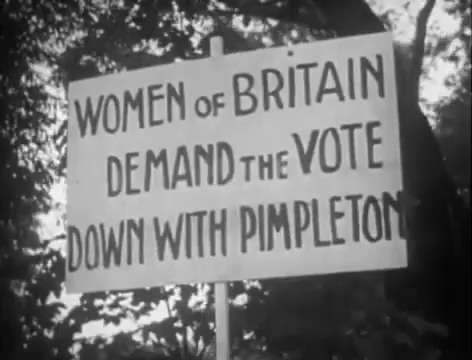 WOMEN OF BRITAIN
DEMAND THE VOTE
DOWN WITH PIMPLETON